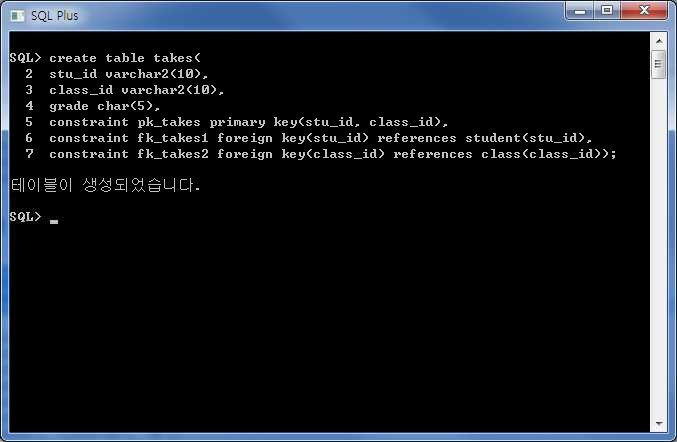 SQL Plus
SQL> create table takes(
2 stu_id varchar2(10),
3 class_id varchar2(10),
4 grade char(5),
5 constraint pk_takes primary key(stu_id, class_id),
6 constraint fk_takes1 foreign key(stu_id) references student(stu_id),
7 constraint fk_takes2 foreign key(class_id) references class(class_id));
테이블이 생성되었습니다.
SQL>